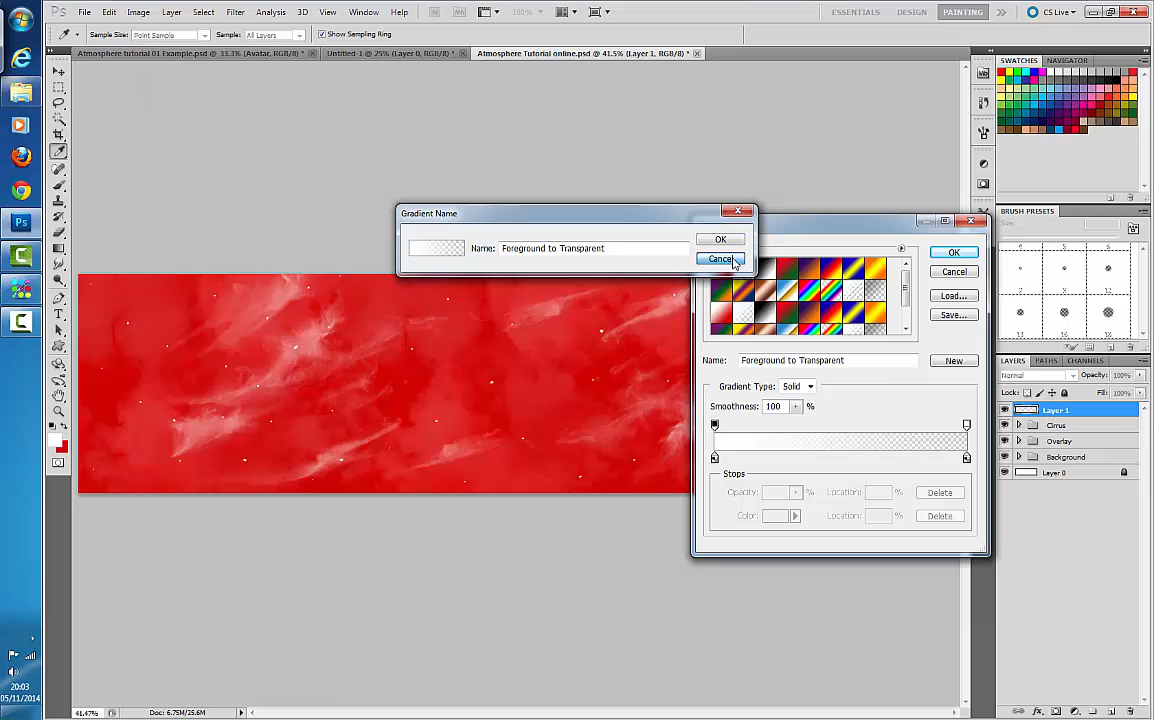 Ps File Edit Image Layer Select Filter Analysis 3D View Window Help Br Mb 100% ESSENTIALS DESIGN PAINTING CS Live
Sample Size: Point Sample Sample: All Layers Show Sampling Ring
Atmosphere tutorial 01 Example.psd @ 33.3% (Avatar, RGB/8) * Untitled-1 @ 25% (Layer 0, RGB/8) * Atmosphere Tutorial online.psd @ 41.5% (Layer 1, RGB/8) *
SWATCHES NAVIGATOR
Gradient Name
Name: Foreground to Transparent
OK
Cancel
BRUSH PRESETS
Size:
OK
Cancel
Load...
Save...
Name: Foreground to Transparent New
Gradient Type: Solid
Smoothness: 100 %
Stops
Opacity: % Location: % Delete
Color: Location: % Delete
LAYERS PATHS CHANNELS
Normal Opacity: 100%
Lock: Fill: 100%
Layer 1
Cirrus
Overlay
Background
Layer 0
Ps
T
20:03
05/11/2014
41.47% Doc: 6.75M/25.6M